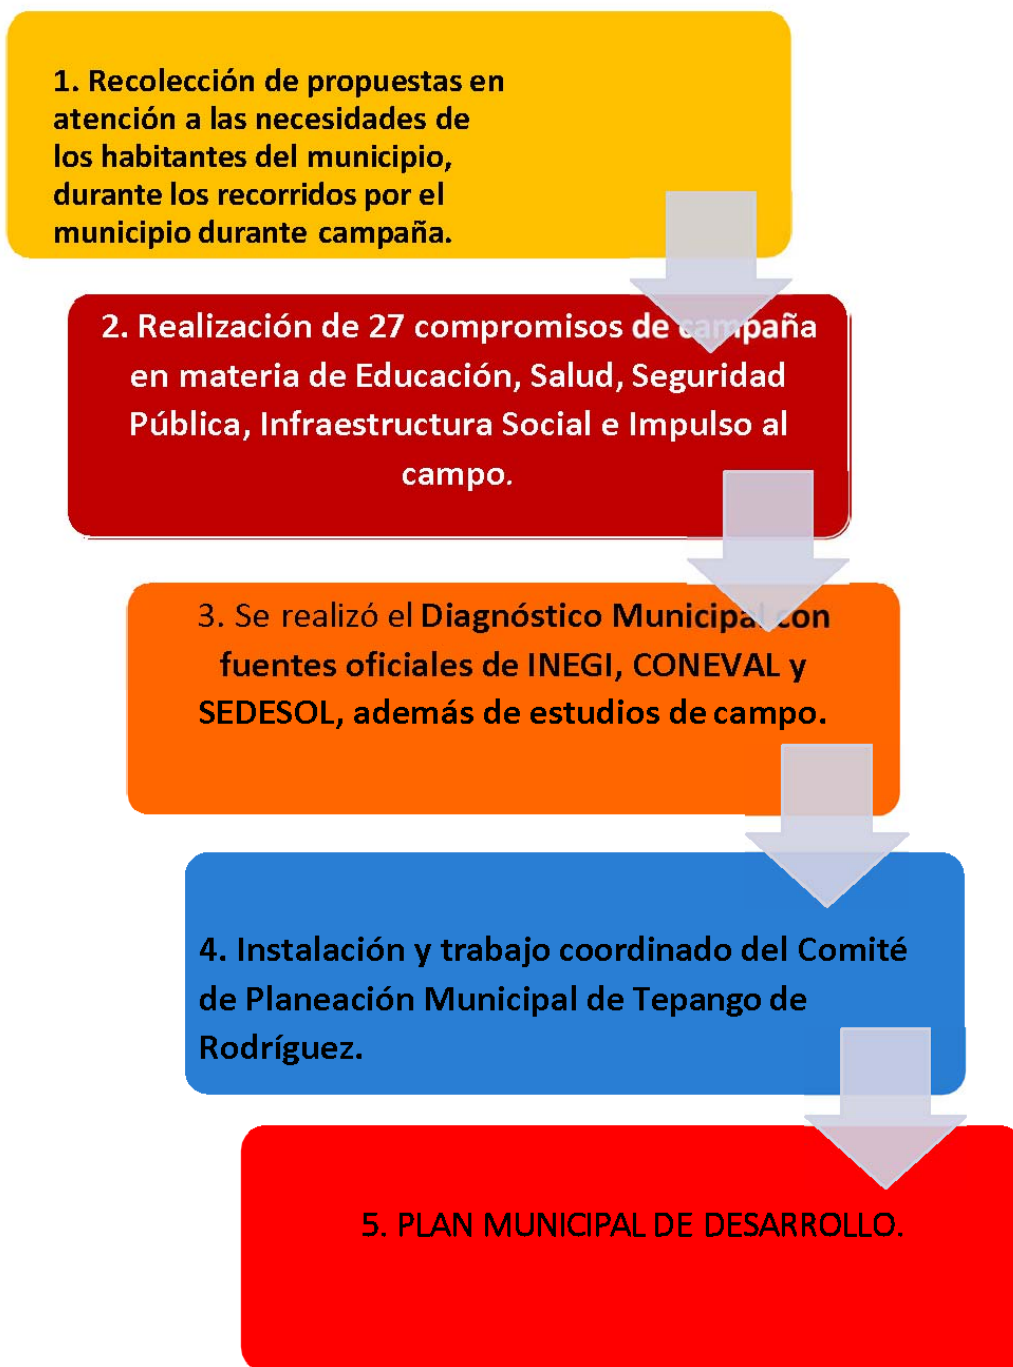 1. Recolección de propuestas en
atención a las necesidades de
los habitantes del municipio,
durante los recorridos por el
municipio durante campaña.
2. Realización de 27 compromisos de campaña
en materia de Educación, Salud, Seguridad
Pública, Infraestructura Social e Impulso al
campo.
3. Se realizó el Diagnóstico Municipal con
fuentes oficiales de INEGI, CONEVAL y
SEDESOL, además de estudios de campo.
4. Instalación y trabajo coordinado del Comité
de Planeación Municipal de Tepango de
Rodríguez.
5. PLAN MUNICIPAL DE DESARROLLO.